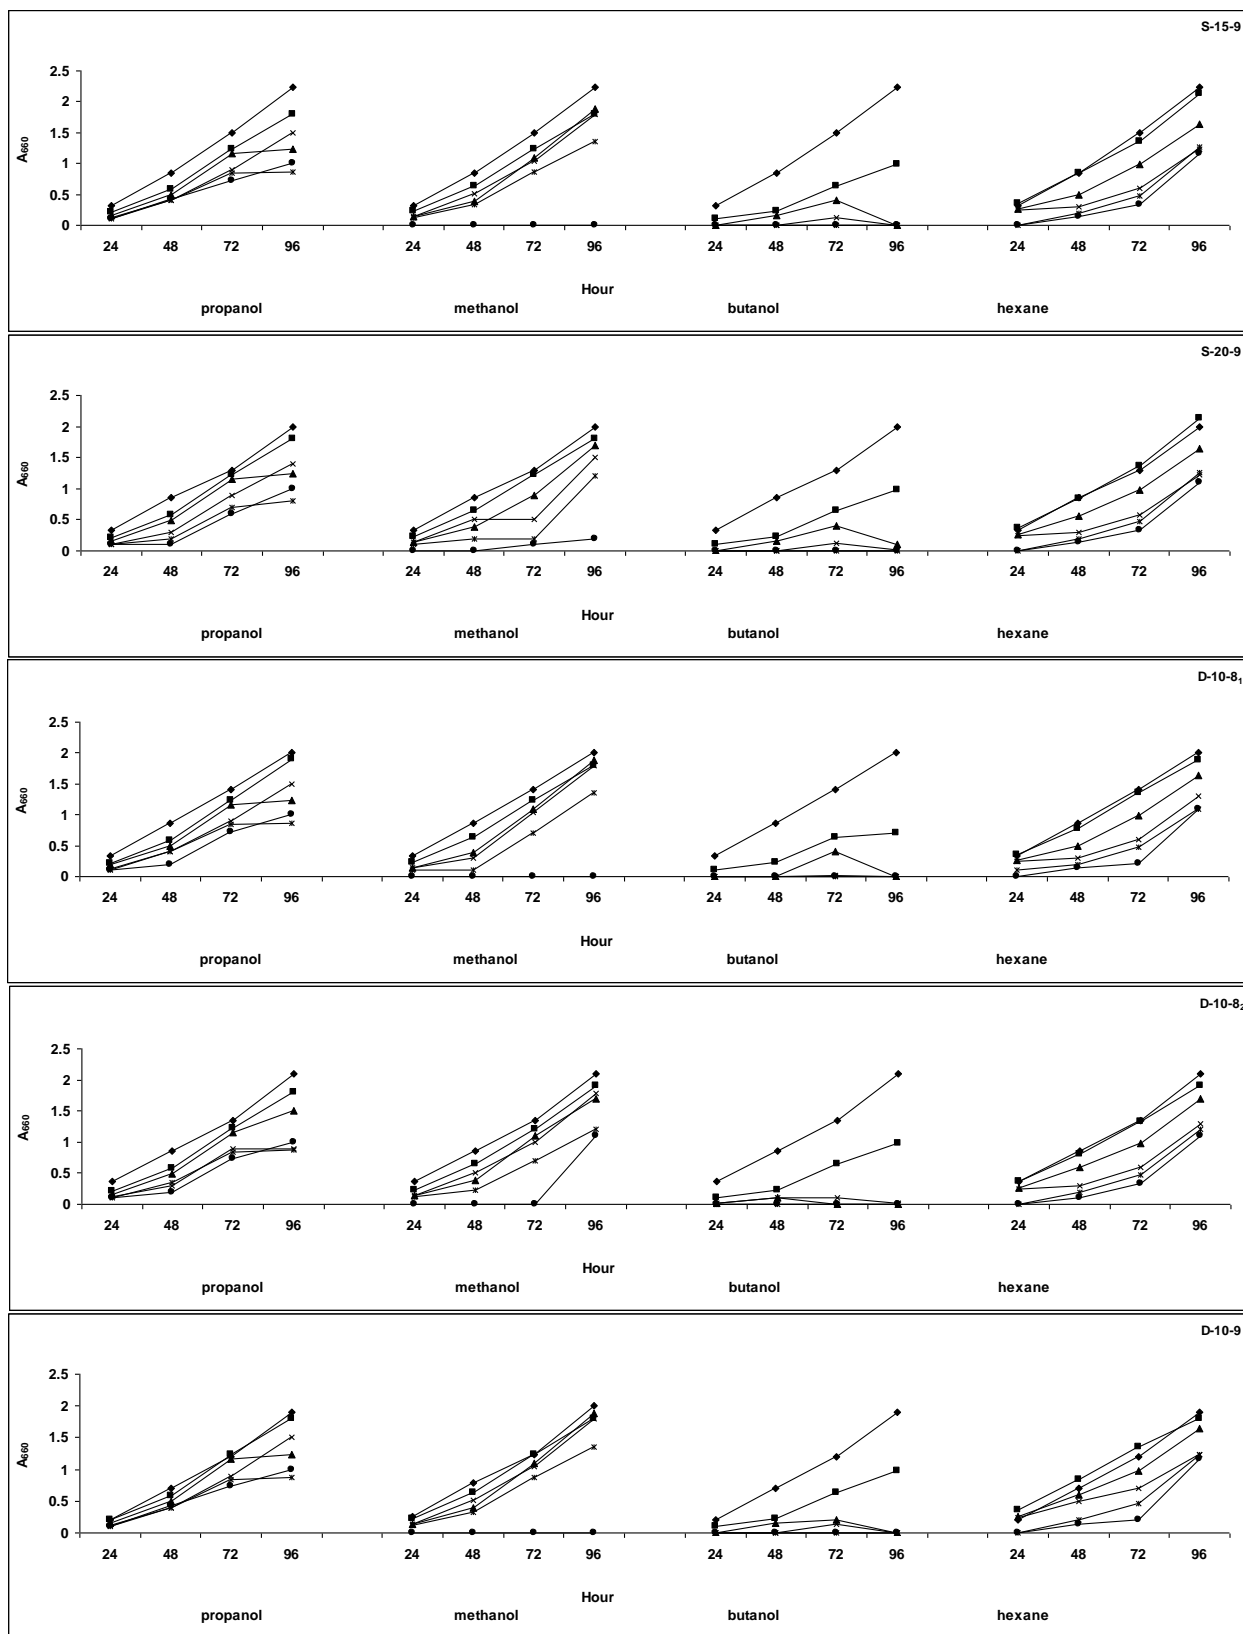 S-15-9
2.5
2
1.5
1
0.5
0
A660
24 48 72 96 24 48 72 96 24 48 72 96 24 48 72 96
Hour
propanol methanol butanol hexane
S-20-9
2.5
2
1.5
1
0.5
0
A660
24 48 72 96 24 48 72 96 24 48 72 96 24 48 72 96
Hour
propanol methanol butanol hexane
D-10-8₁
2.5
2
1.5
1
0.5
0
A660
24 48 72 96 24 48 72 96 24 48 72 96 24 48 72 96
Hour
propanol methanol butanol hexane
D-10-8₂
2.5
2
1.5
1
0.5
0
A660
24 48 72 96 24 48 72 96 24 48 72 96 24 48 72 96
Hour
propanol methanol butanol hexane
D-10-9
2.5
2
1.5
1
0.5
0
A660
24 48 72 96 24 48 72 96 24 48 72 96 24 48 72 96
Hour
propanol methanol butanol hexane